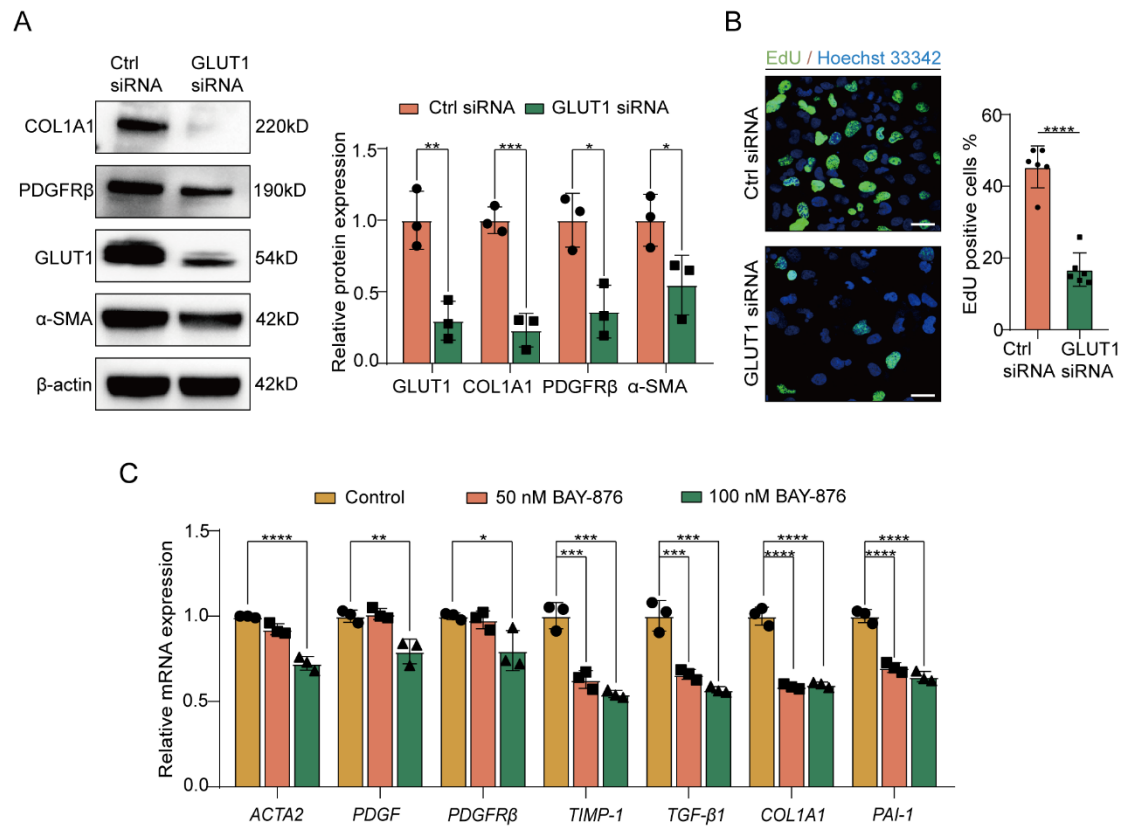 A
Ctrl siRNA
GLUT1 siRNA
COL1A1
220kD
PDGFRβ
190kD
GLUT1
54kD
α-SMA
42kD
β-actin
42kD
Ctrl siRNA
GLUT1 siRNA
Relative protein expression
1.5
1.0
0.5
0.0
**
***
*
*
GLUT1
COL1A1
PDGFRβ
α-SMA
B
EdU / Hoechst 33342
Ctrl siRNA
GLUT1 siRNA
EdU positive cells %
60
40
20
0
****
Ctrl siRNA
GLUT1 siRNA
C
Control
50 nM BAY-876
100 nM BAY-876
Relative mRNA expression
1.5
1.0
0.5
0.0
****
**
*
***
***
***
***
****
****
****
****
ACTA2
PDGF
PDGFRβ
TIMP-1
TGF-β1
COL1A1
PAI-1